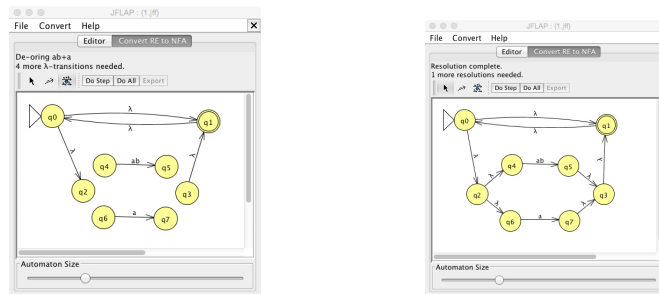 JFLAP : (1.jff)
File Convert Help
Editor Convert RE to NFA
De-oring ab+a
4 more λ-transitions needed.
Do Step Do All Export
λ
q0 q1
λ
λ λ
q4 ab q5
q2 q3
q6 a q7
Automaton Size
JFLAP : (1.jff)
File Convert Help
Editor Convert RE to NFA
Resolution complete.
1 more resolutions needed.
Do Step Do All Export
λ
q0 q1
λ
λ λ
q4 ab q5
λ λ
q2 q3
λ λ
q6 a q7
Automaton Size